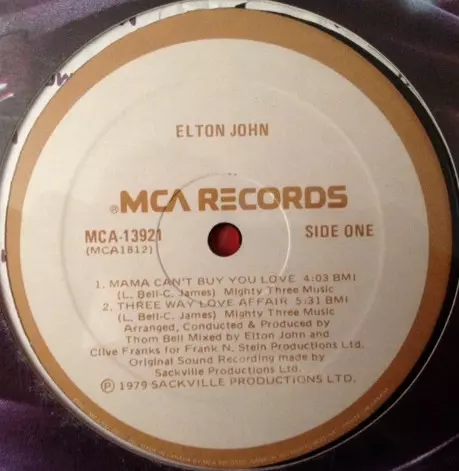 ELTON JOHN
®MCA RECORDS
MCA-13921 SIDE ONE
(MCA1812)
1. MAMA CAN'T BUY YOU LOVE 4:03 BMI
(L. Bell-C. James) Mighty Three Music
2. THREE WAY LOVE AFFAIR 5:31 BMI
(L. Bell-C. James) Mighty Three Music
Arranged, Conducted & Produced by
Thom Bell Mixed by Elton John and
Clive Franks for Frank N. Stein Productions Ltd.
Original Sound Recording made by
Sackville Productions Ltd.
Ⓟ 1979 SACKVILLE PRODUCTIONS LTD.